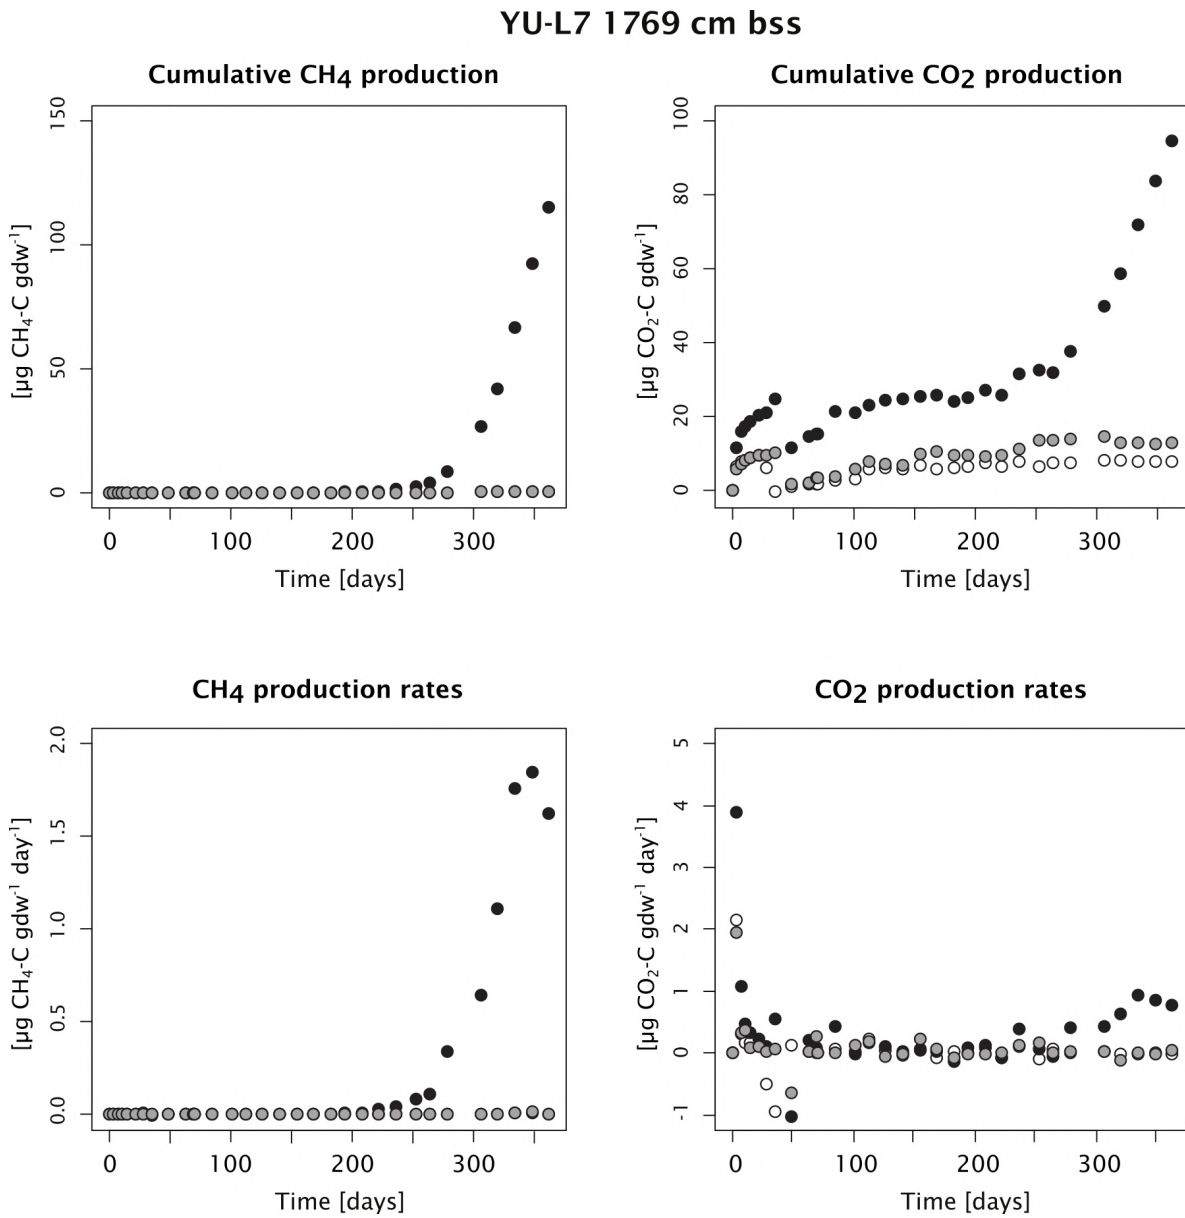 YU-L7 1769 cm bss
Cumulative CH4 production
[µg CH₄-C gdw⁻¹]
150
100
50
0
0 100 200 300
Time [days]
Cumulative CO2 production
[µg CO₂-C gdw⁻¹]
100
80
60
40
20
0
0 100 200 300
Time [days]
CH4 production rates
[µg CH₄-C gdw⁻¹ day⁻¹]
2.0
1.5
1.0
0.5
0.0
0 100 200 300
Time [days]
CO2 production rates
[µg CO₂-C gdw⁻¹ day⁻¹]
5
4
3
2
1
0
-1
0 100 200 300
Time [days]